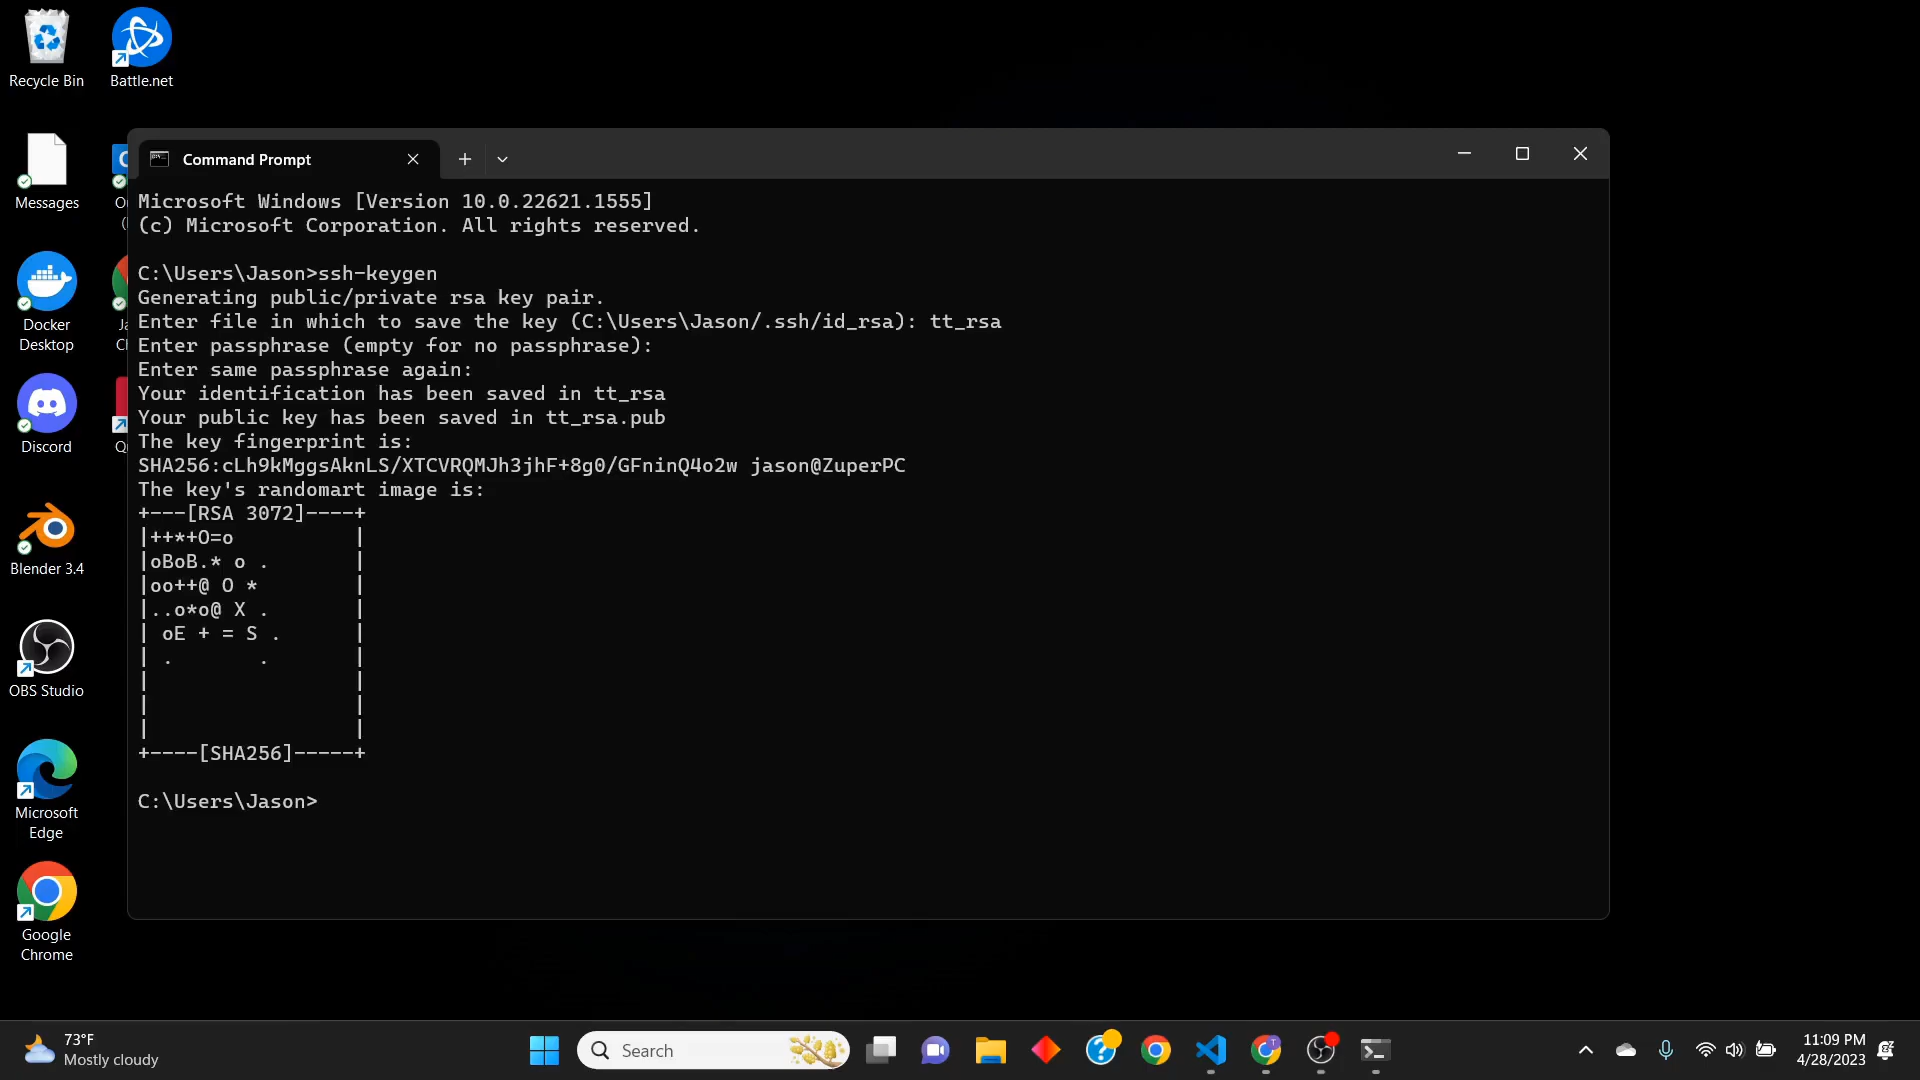 Recycle Bin
Battle.net
Messages
Docker
Desktop
Discord
Blender 3.4
OBS Studio
Microsoft
Edge
Google
Chrome
Command Prompt
Microsoft Windows [Version 10.0.22621.1555]
(c) Microsoft Corporation. All rights reserved.
C:\Users\Jason>ssh-keygen
Generating public/private rsa key pair.
Enter file in which to save the key (C:\Users\Jason/.ssh/id_rsa): tt_rsa
Enter passphrase (empty for no passphrase):
Enter same passphrase again:
Your identification has been saved in tt_rsa
Your public key has been saved in tt_rsa.pub
The key fingerprint is:
SHA256:cLh9kMggsAknLS/XTCVRQMJh3jhF+8g0/GFninQ4o2w jason@ZuperPC
The key's randomart image is:
+---[RSA 3072]----+
|++*+O=o          |
|oBoB.* o .       |
|oo++@ O *        |
|..o*o@ X .       |
| oE + = S .      |
| .       .       |
|                 |
|                 |
|                 |
+----[SHA256]-----+
C:\Users\Jason>
73°F
Mostly cloudy
Search
11:09 PM
4/28/2023